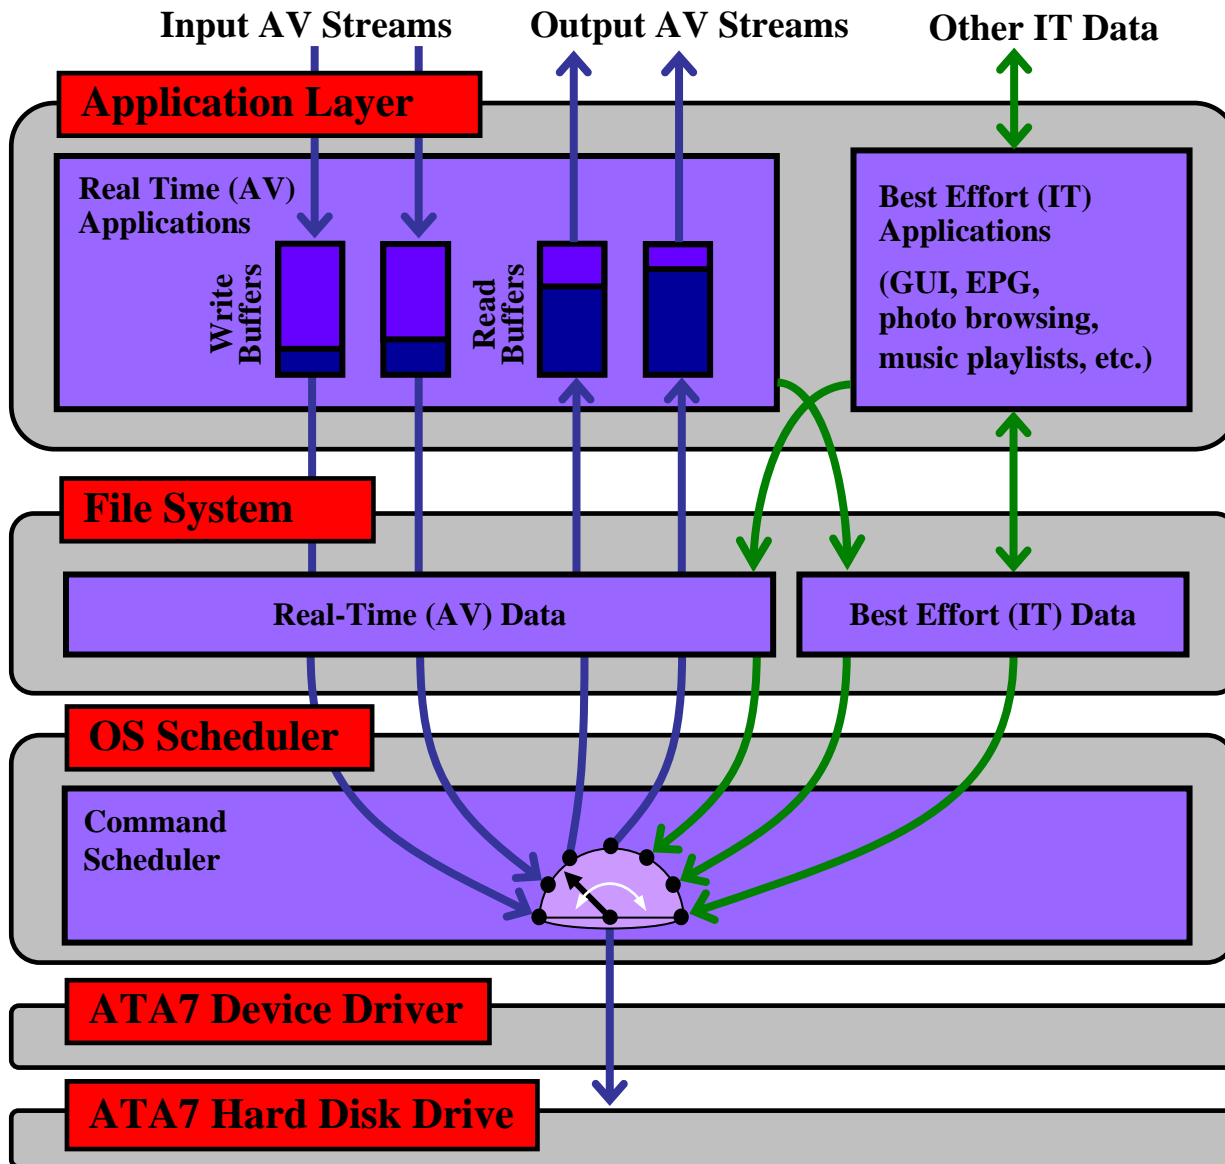 Input AV Streams
Output AV Streams
Other IT Data
Application Layer
Real Time (AV)
Applications
Write
Buffers
Read
Buffers
Best Effort (IT)
Applications
(GUI, EPG,
photo browsing,
music playlists, etc.)
File System
Real-Time (AV) Data
Best Effort (IT) Data
OS Scheduler
Command
Scheduler
ATA7 Device Driver
ATA7 Hard Disk Drive